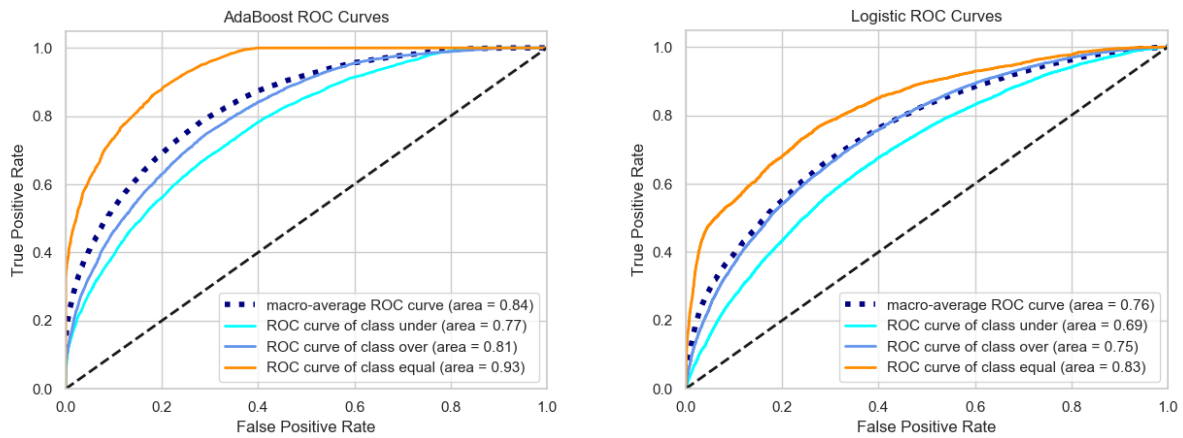 AdaBoost ROC Curves
1.0
0.8
0.6
0.4
0.2
0.0
True Positive Rate
macro-average ROC curve (area = 0.84)
ROC curve of class under (area = 0.77)
ROC curve of class over (area = 0.81)
ROC curve of class equal (area = 0.93)
0.0 0.2 0.4 0.6 0.8 1.0
False Positive Rate
Logistic ROC Curves
1.0
0.8
0.6
0.4
0.2
0.0
True Positive Rate
macro-average ROC curve (area = 0.76)
ROC curve of class under (area = 0.69)
ROC curve of class over (area = 0.75)
ROC curve of class equal (area = 0.83)
0.0 0.2 0.4 0.6 0.8 1.0
False Positive Rate